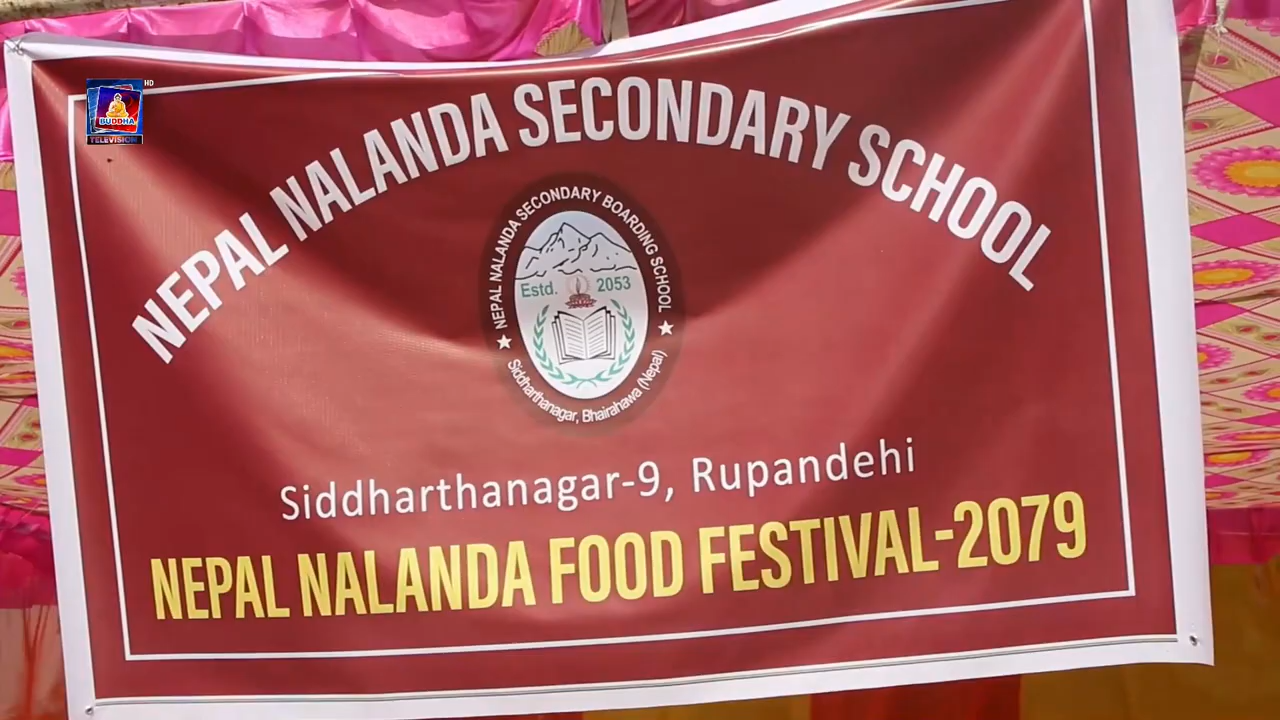 HD
BUDDHA
TELEVISION
NEPAL NALANDA SECONDARY SCHOOL
NEPAL NALANDA SECONDARY BOARDING SCHOOL
Estd. 2053
Siddharthanagar, Bhairahawa (Nepal)
Siddharthanagar-9, Rupandehi
NEPAL NALANDA FOOD FESTIVAL-2079